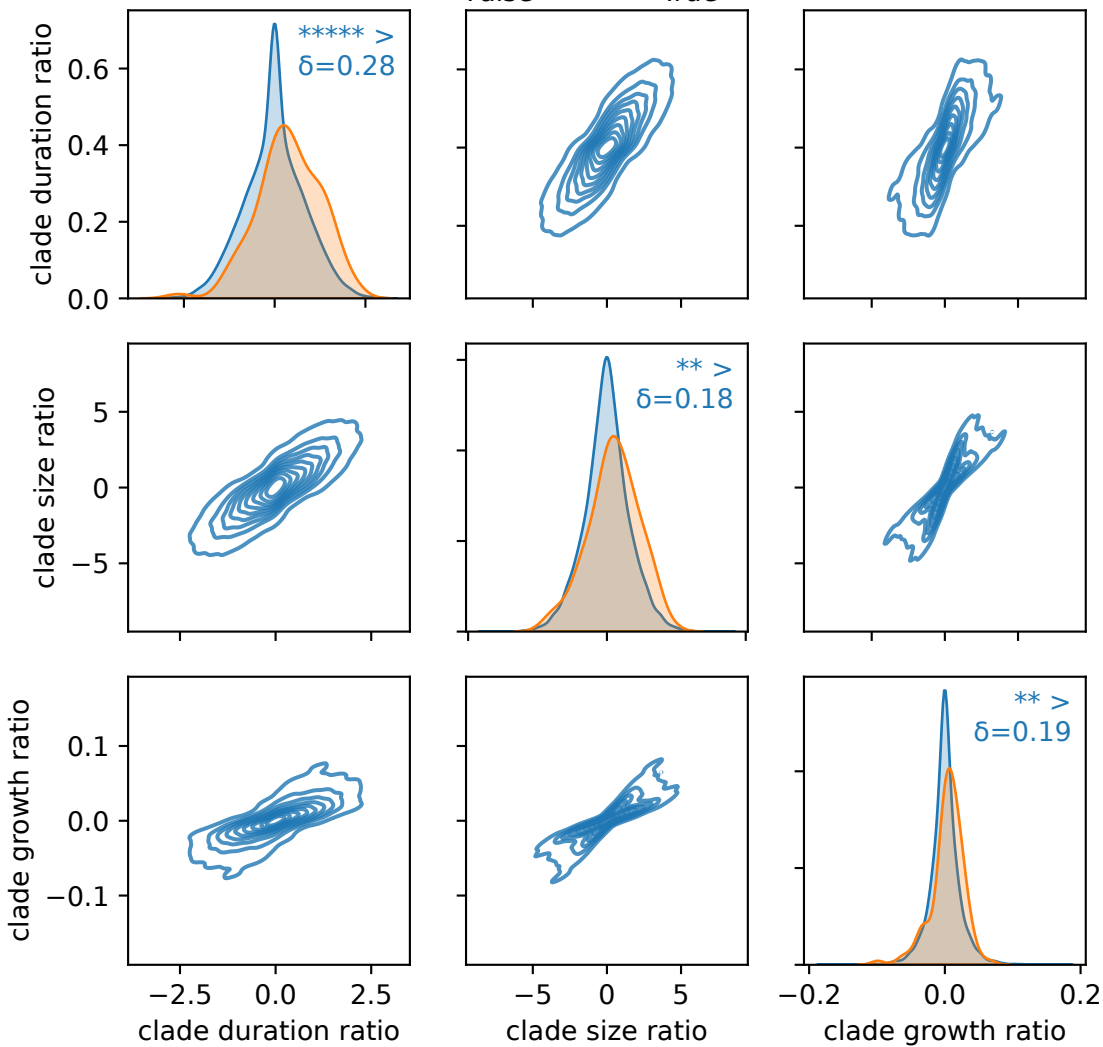 clade duration ratio
0.6
0.4
0.2
0.0
***** >
δ=0.28
clade size ratio
5
0
−5
** >
δ=0.18
clade growth ratio
0.1
0.0
−0.1
** >
δ=0.19
−2.5 0.0 2.5
−5 0 5
−0.2 0.0 0.2
clade duration ratio
clade size ratio
clade growth ratio